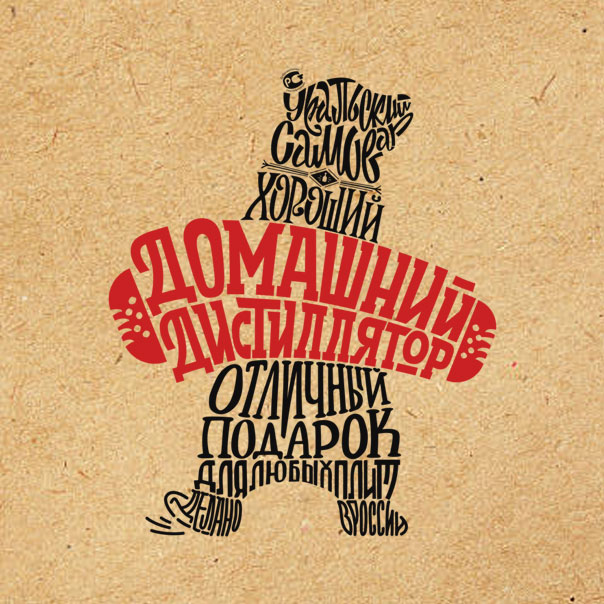 Уральский
Самовар
ХОРОШИЙ
ДОМАШНИЙ
ДИСТИЛЛЯТОР
ОТЛИЧНЫЙ
ПОДАРОК
ДЛЯ ЛЮБЫХ ПЛИТ
СДЕЛАНО В РОССИИ